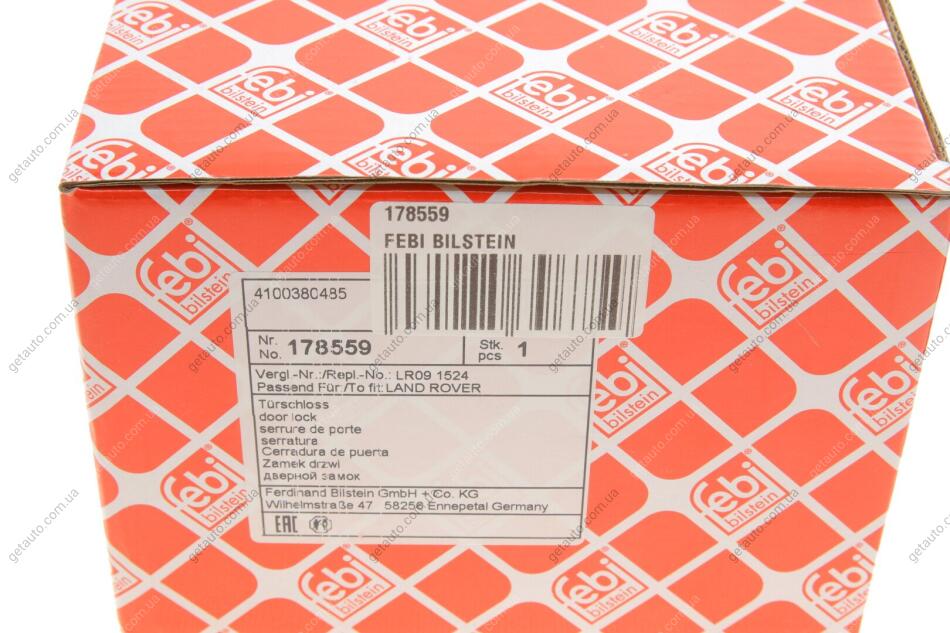 178559
FEBI BILSTEIN
4100380485
Nr.
No. 178559
Stk.
pcs 1
Vergl.-Nr.:/Repl.-No.: LR09 1524
Passend Für /To fit: LAND ROVER
Türschloss
door lock
serrure de porte
serratura
Cerradura de puerta
Zamek drzwi
дверной замок
Ferdinand Bilstein GmbH + Co. KG
Wilhelmstraße 47 58256 Ennepetal Germany
EAC
febi
bilstein
getauto.com.ua